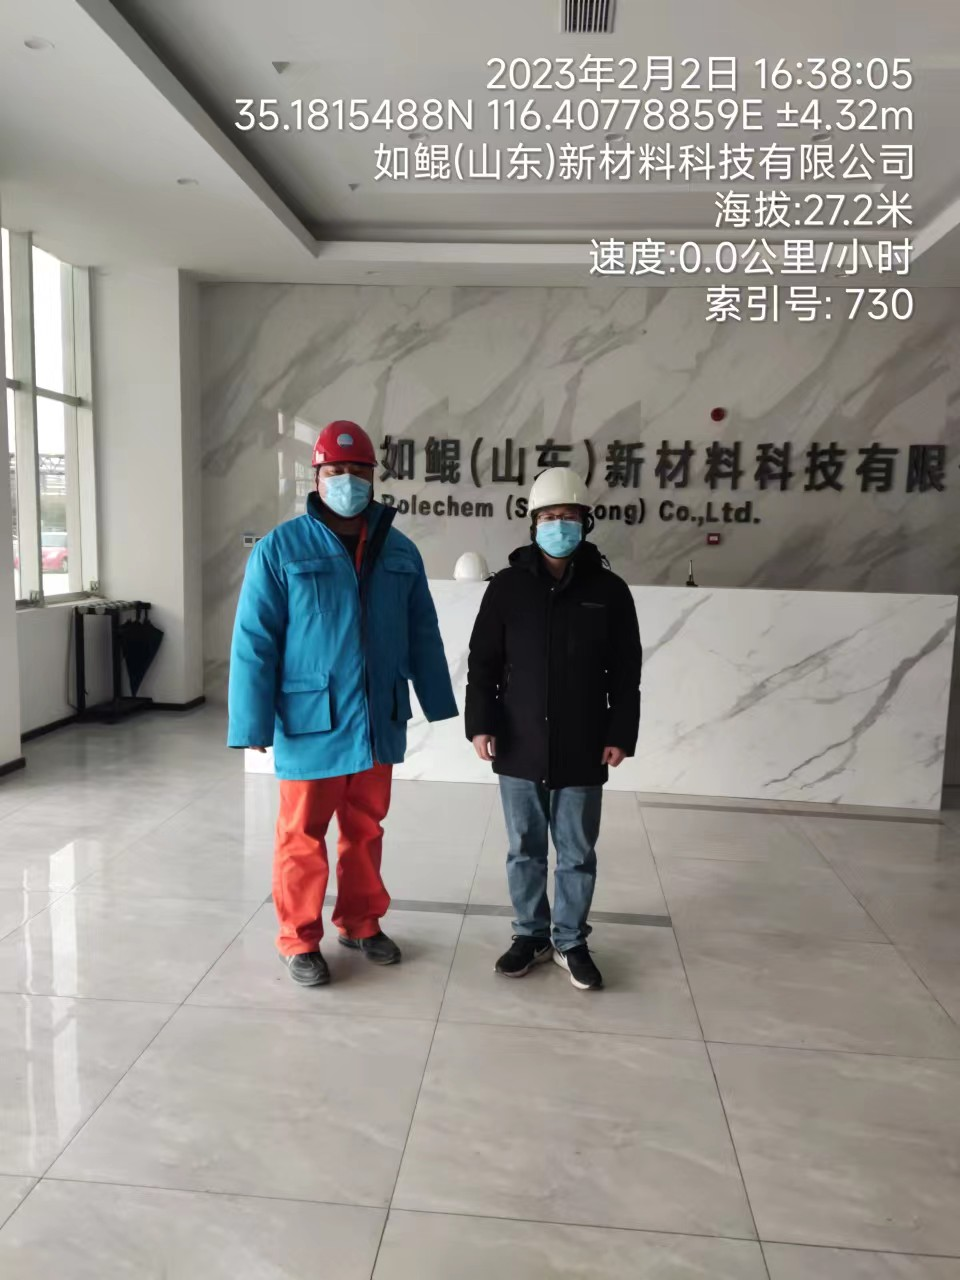 2023年2月2日 16:38:05
35.1815488N 116.40778859E ±4.32m
如鲲(山东)新材料科技有限公司
海拔:27.2米
速度:0.0公里/小时
索引号: 730
如鲲(山东)新材料科技有限
Rolechem (S ong) Co.,Ltd.